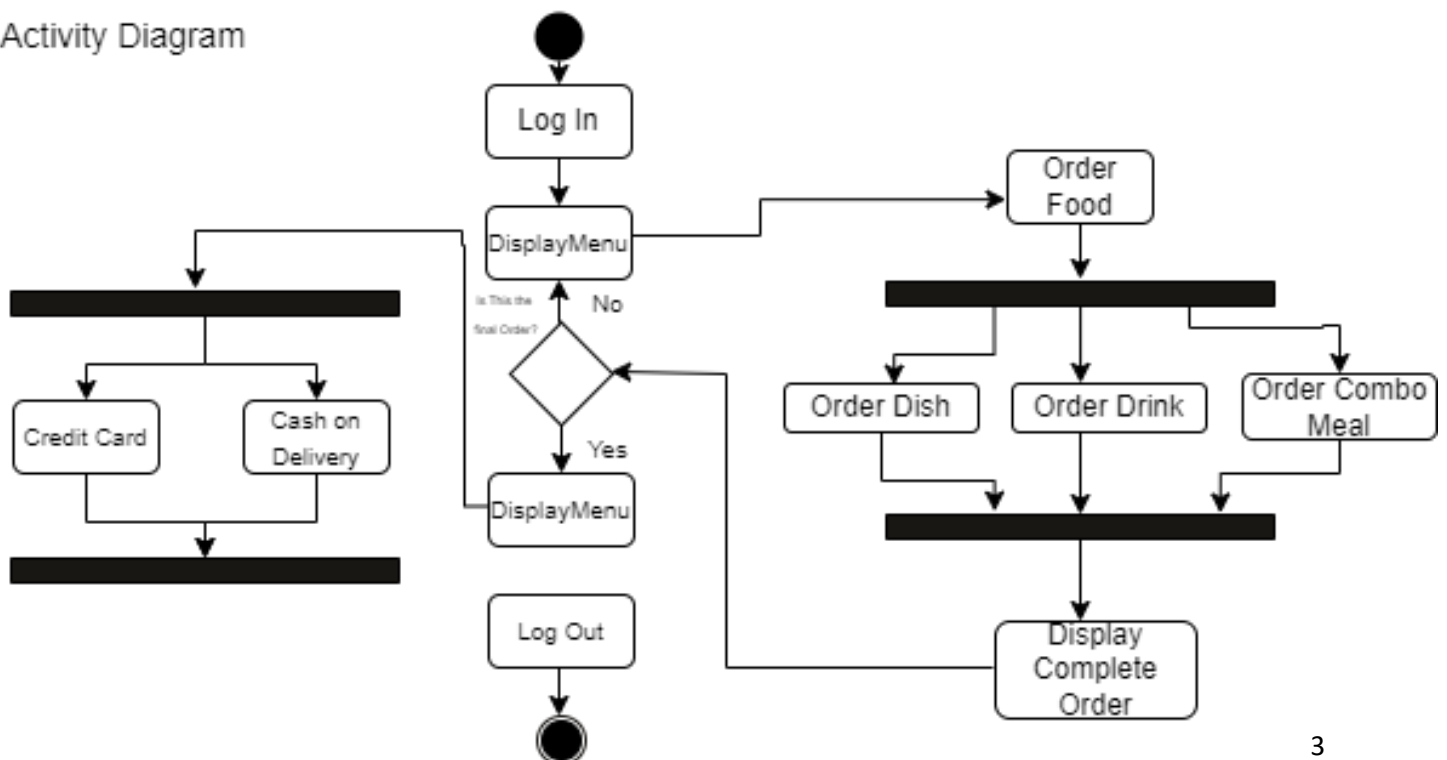 Activity Diagram
Log In
Order
Food
DisplayMenu
Is This the
final Order?
No
Order Dish
Order Drink
Order Combo
Meal
Credit Card
Cash on
Delivery
Yes
DisplayMenu
Log Out
Display
Complete
Order
3